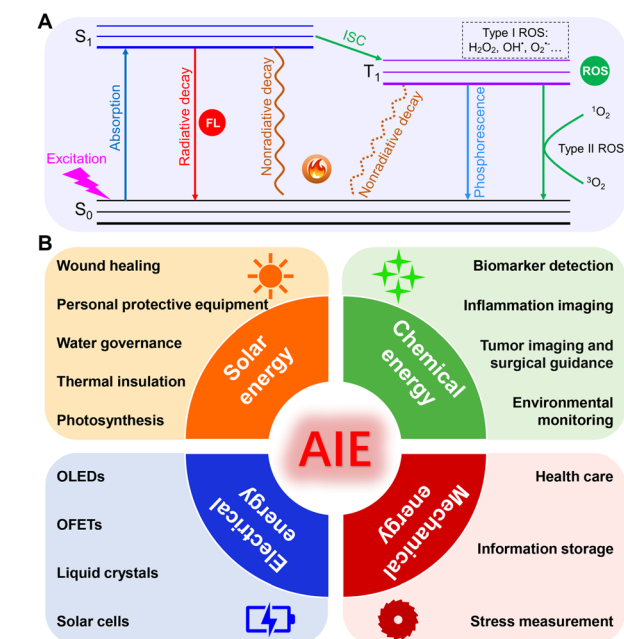 A
S₁
ISC
Type I ROS:
H₂O₂, OH•, O₂•⁻…
T₁
ROS
Absorption
Radiative decay
FL
Nonradiative decay
Nonradiative decay
Phosphorescence
¹O₂
Type II ROS
³O₂
Excitation
S₀
B
Wound healing
Personal protective equipment
Water governance
Thermal insulation
Photosynthesis
Solar
energy
Biomarker detection
Inflammation imaging
Tumor imaging and
surgical guidance
Environmental
monitoring
Chemical
energy
AIE
OLEDs
OFETs
Liquid crystals
Solar cells
Electrical
energy
Health care
Information storage
Stress measurement
Mechanical
energy